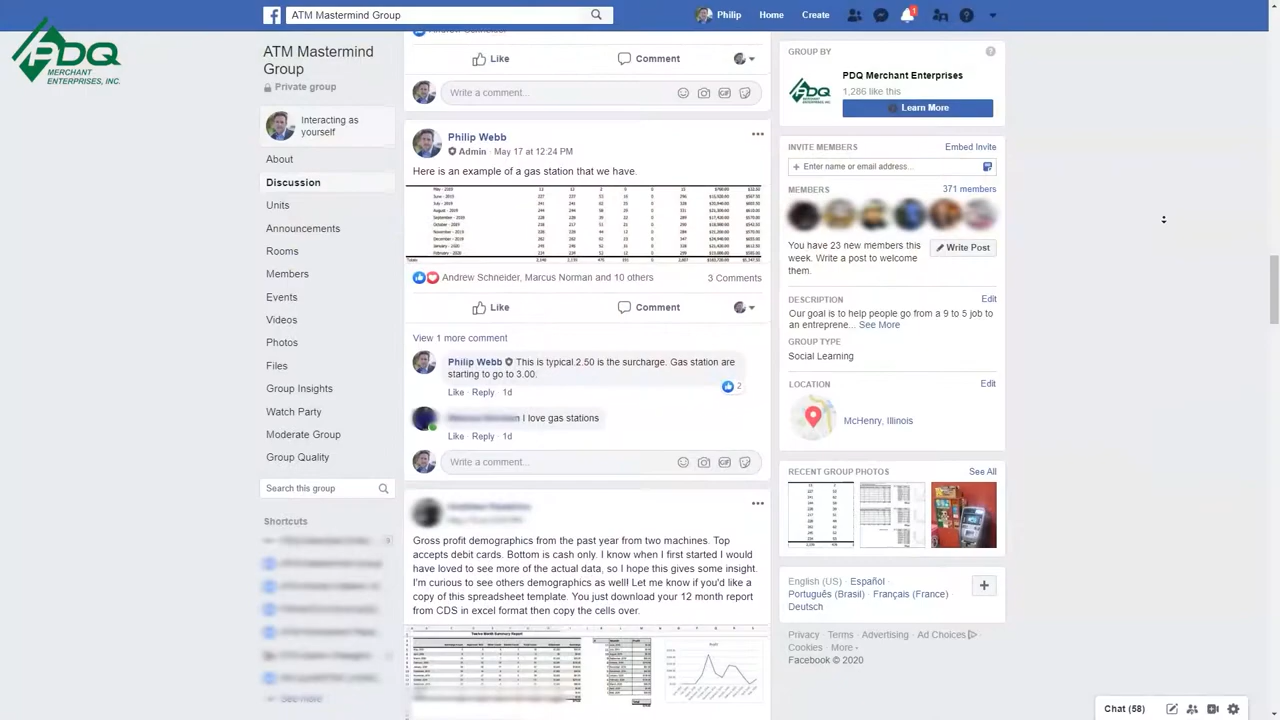 ATM Mastermind Group
Philip
Home
Create
1
PDQ
MERCHANT
ENTERPRISES, INC.
ATM Mastermind
Group
Private group
Interacting as
yourself
About
Discussion
Units
Announcements
Rooms
Members
Events
Videos
Photos
Files
Group Insights
Watch Party
Moderate Group
Group Quality
Search this group
Shortcuts
See more
Like
Comment
Write a comment...
Philip Webb
Admin · May 17 at 12:24 PM
Here is an example of a gas station that we have.
Andrew Schneider, Marcus Norman and 10 others
3 Comments
Like
Comment
View 1 more comment
Philip Webb This is typical 2.50 is the surcharge. Gas station are
starting to go to 3.00.
2
Like · Reply · 1d
I love gas stations
Like · Reply · 1d
Write a comment...
Gross profit demographics from the past year from two machines. Top
accepts debit cards. Bottom is cash only. I know when I first started I would
have loved to see more of the actual data, so I hope this gives some insight.
I'm curious to see others demographics as well! Let me know if you'd like a
copy of this spreadsheet template. You just download your 12 month report
from CDS in excel format then copy the cells over.
Twelve Month Summary Report
GROUP BY
PDQ Merchant Enterprises
1,286 like this
Learn More
INVITE MEMBERS
Embed Invite
+ Enter name or email address...
MEMBERS
371 members
You have 23 new members this
week. Write a post to welcome
them.
Write Post
DESCRIPTION
Edit
Our goal is to help people go from a 9 to 5 job to
an entreprene... See More
GROUP TYPE
Social Learning
LOCATION
Edit
McHenry, Illinois
RECENT GROUP PHOTOS
See All
English (US) · Español ·
Português (Brasil) · Français (France) ·
Deutsch
Privacy · Terms · Advertising · Ad Choices
Cookies · More
Facebook © 2020
Chat (58)